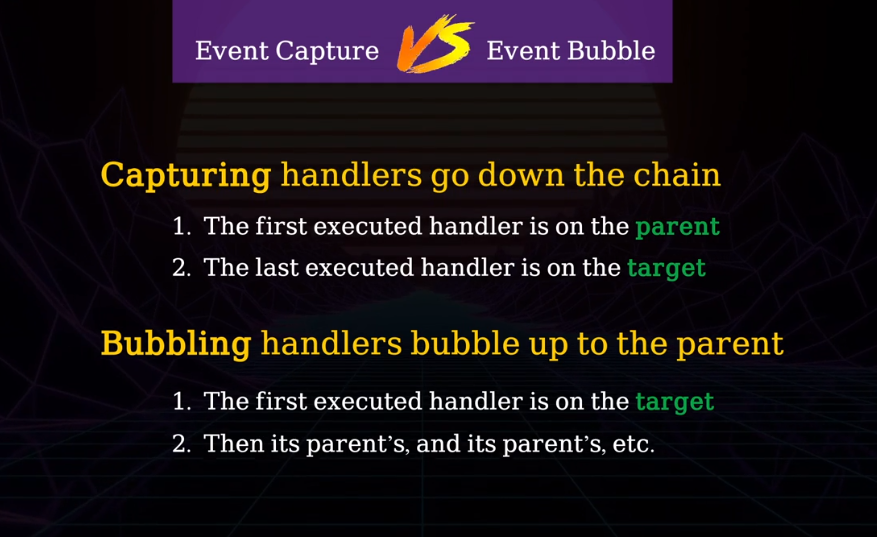 Event Capture VS Event Bubble
Capturing handlers go down the chain
1. The first executed handler is on the parent
2. The last executed handler is on the target
Bubbling handlers bubble up to the parent
1. The first executed handler is on the target
2. Then its parent’s, and its parent’s, etc.